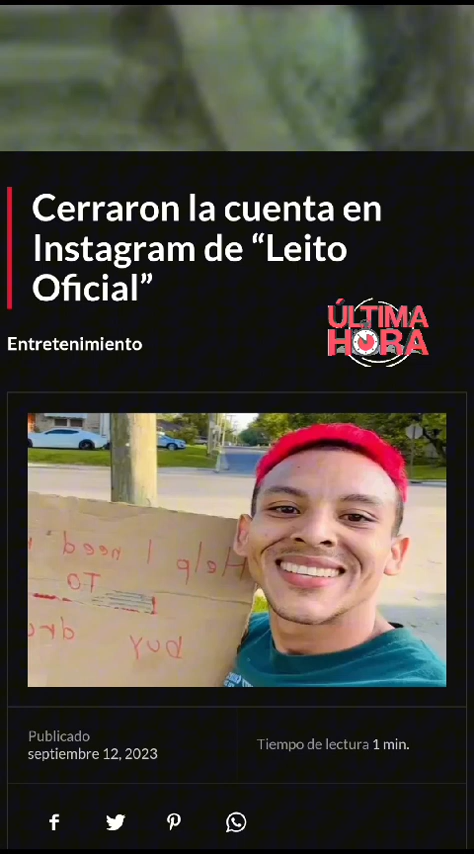 Cerraron la cuenta en
Instagram de “Leito
Oficial”
ÚLTIMA
HORA
Entretenimiento
Help I need
TO
buy
Publicado
septiembre 12, 2023
Tiempo de lectura 1 min.